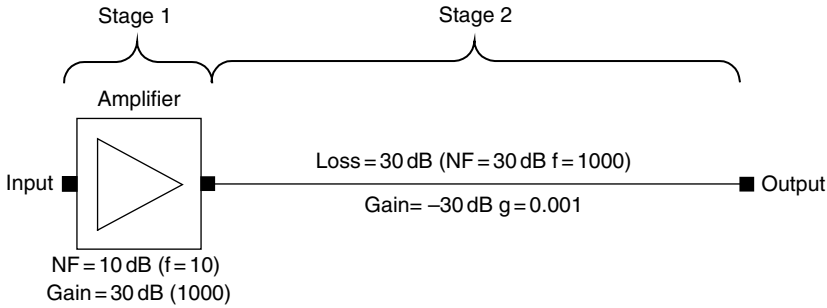 Stage 1
Stage 2
Amplifier
Input
Loss = 30 dB (NF = 30 dB f = 1000)
Output
Gain= –30 dB g = 0.001
NF = 10 dB (f = 10)
Gain = 30 dB (1000)